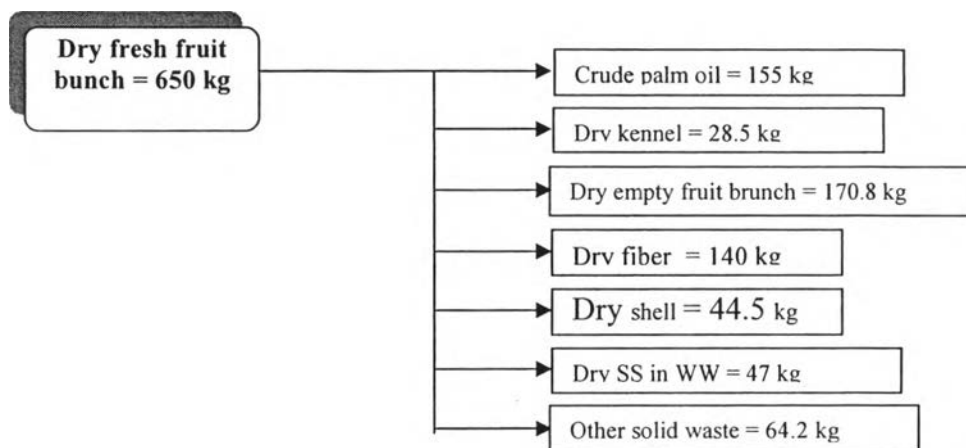 Dry fresh fruit
bunch = 650 kg
Crude palm oil = 155 kg
Dry kennel = 28.5 kg
Dry empty fruit brunch = 170.8 kg
Dry fiber = 140 kg
Dry shell = 44.5 kg
Dry SS in WW = 47 kg
Other solid waste = 64.2 kg